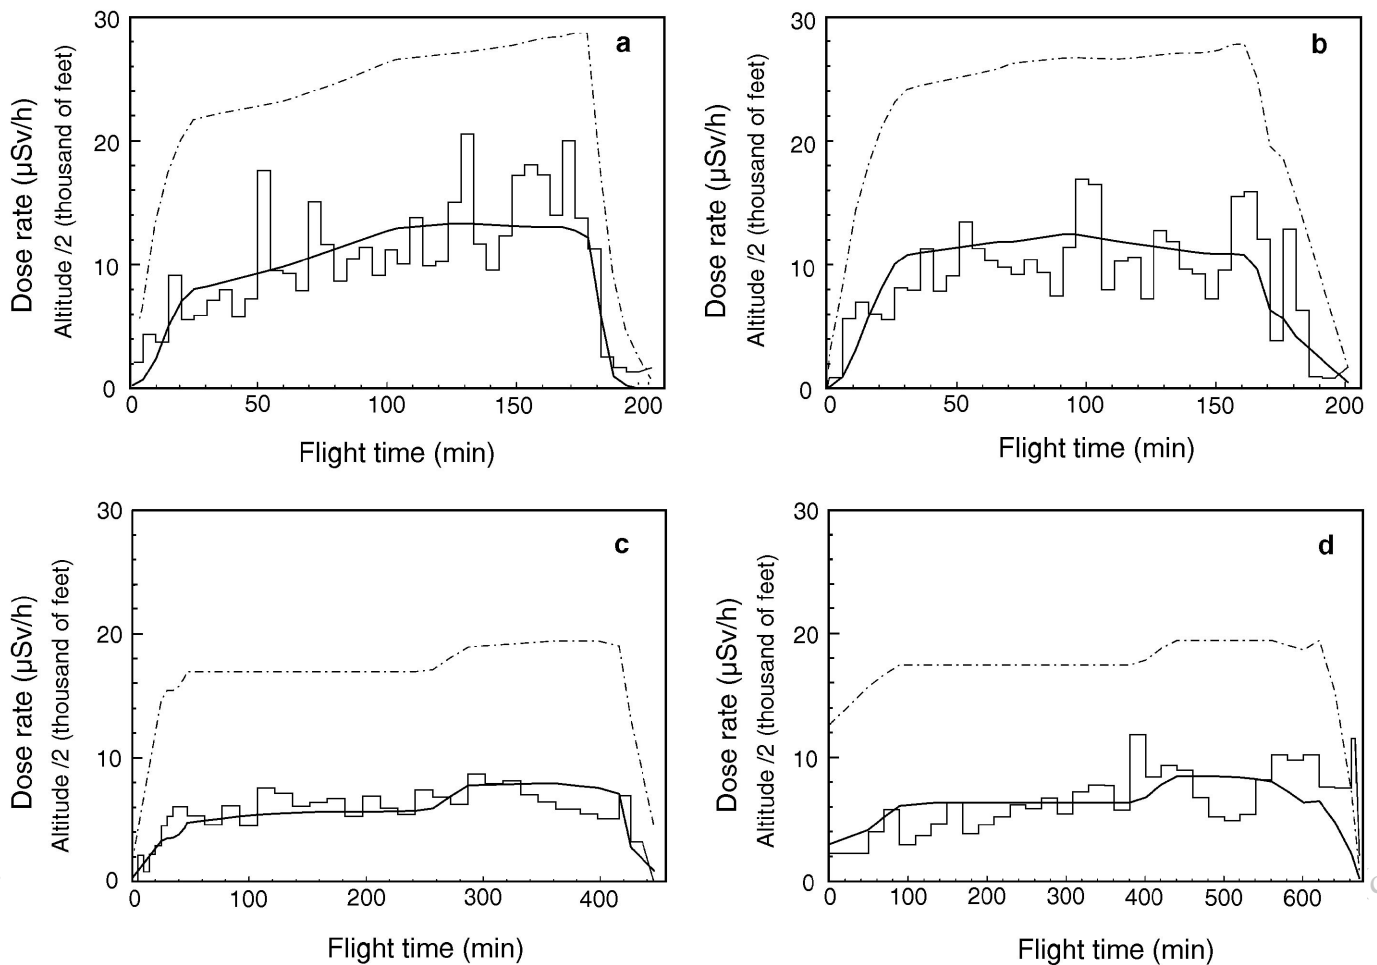 a
30
20
10
0
Dose rate (µSv/h)
Altitude /2 (thousand of feet)
0 50 100 150 200
Flight time (min)
b
30
20
10
0
Dose rate (µSv/h)
Altitude /2 (thousand of feet)
0 50 100 150 200
Flight time (min)
c
30
20
10
0
Dose rate (µSv/h)
Altitude /2 (thousand of feet)
0 100 200 300 400
Flight time (min)
d
30
20
10
0
Dose rate (µSv/h)
Altitude /2 (thousand of feet)
0 100 200 300 400 500 600
Flight time (min)